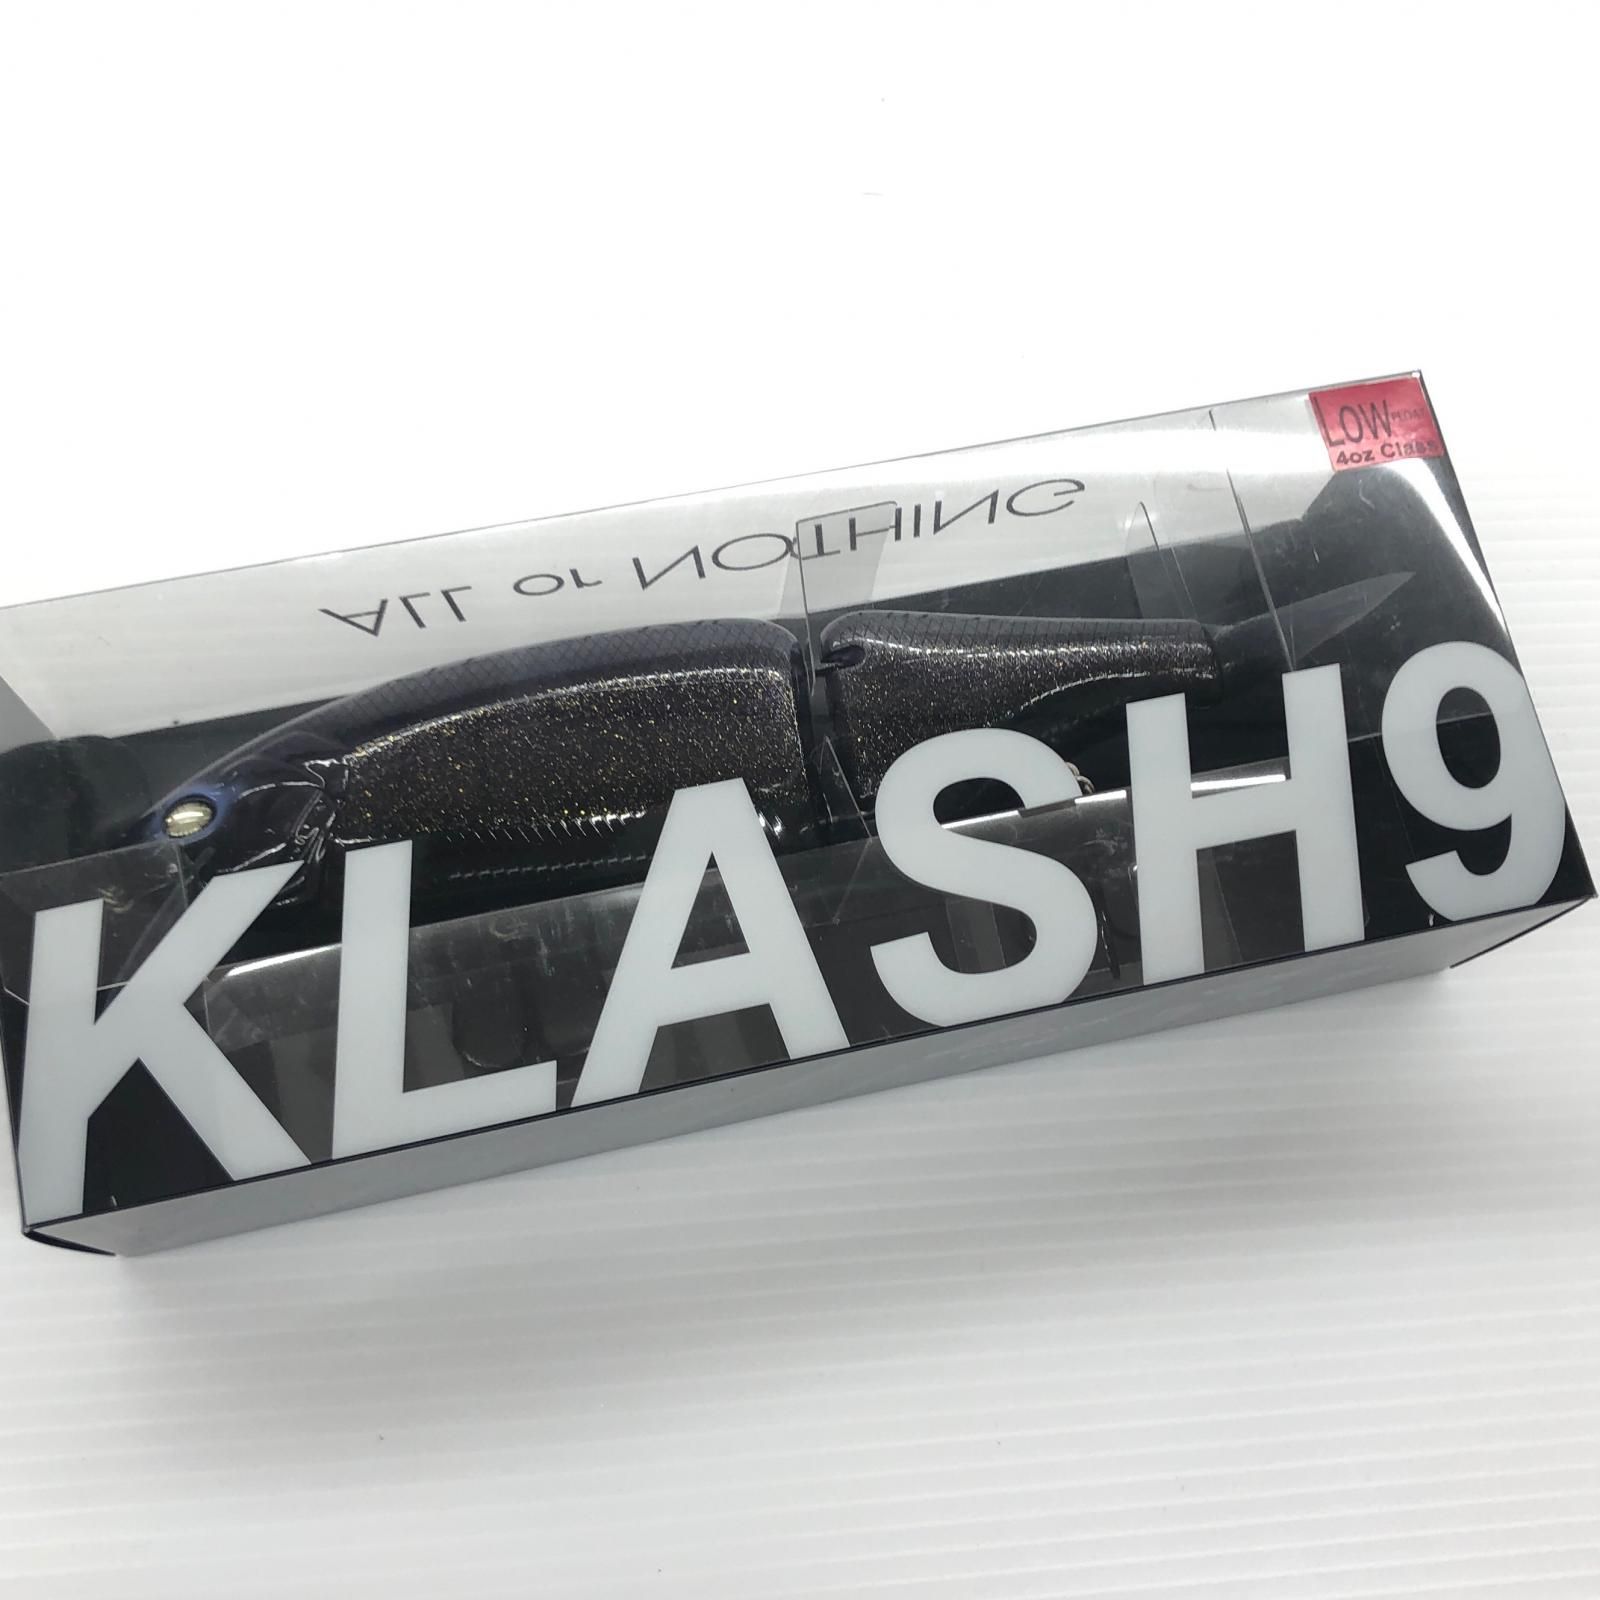 LOW FLOAT
4oz Class
ALL or NOTHING
KLASH9